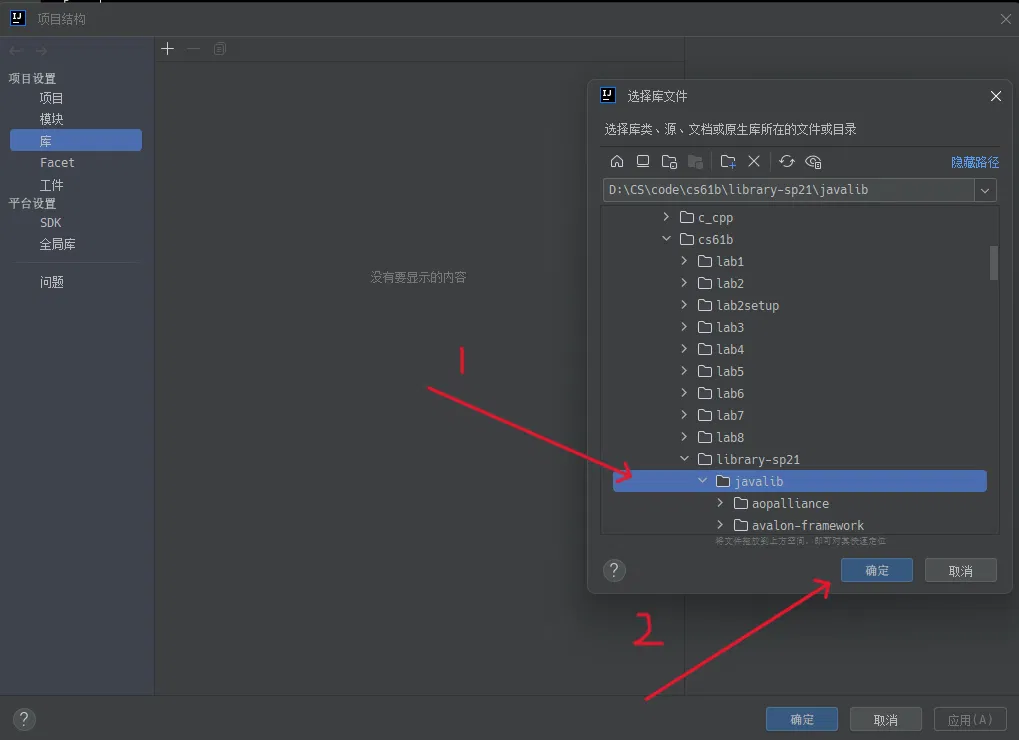 项目结构
项目设置
项目
模块
库
Facet
工件
平台设置
SDK
全局库
问题
没有要显示的内容
选择库文件
选择库类、源、文档或原生库所在的文件或目录
隐藏路径
D:\CS\code\cs61b\library-sp21\javalib
c_cpp
cs61b
lab1
lab2
lab2setup
lab3
lab4
lab5
lab6
lab7
lab8
library-sp21
javalib
aopalliance
avalon-framework
将文件拖放到上方空间,即可对其快速定位
? 确定 取消
1
2
? 确定 取消 应用(A)